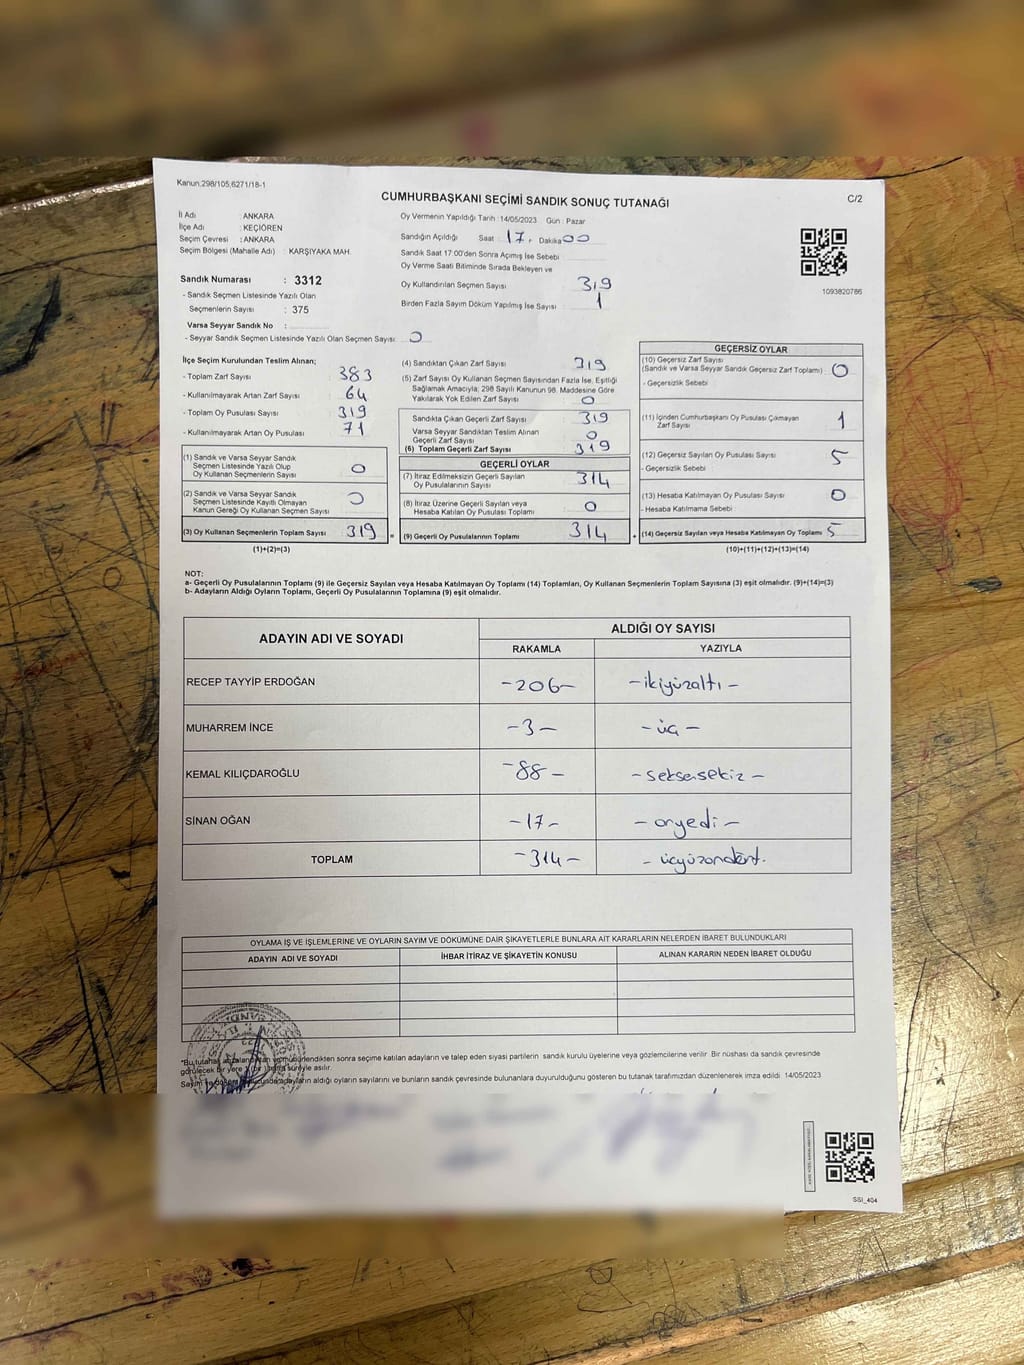 Kanun:298/105,6271/18-1
CUMHURBAŞKANI SEÇİMİ SANDIK SONUÇ TUTANAĞI
C/2
İl Adı : ANKARA
İlçe Adı : KEÇİÖREN
Seçim Çevresi : ANKARA
Seçim Bölgesi (Mahalle Adı) : KARŞIYAKA MAH.
Oy Vermenin Yapıldığı Tarih :14/05/2023 Gün : Pazar
Sandığın Açıldığı Saat : 17 , Dakika 00
Sandık Saat 17:00'den Sonra Açılmış İse Sebebi
Oy Verme Saati Bitiminde Sırada Bekleyen ve
Oy Kullandırılan Seçmen Sayısı 319
Birden Fazla Sayım Döküm Yapılmış İse Sayısı 1
1093820786
Sandık Numarası : 3312
- Sandık Seçmen Listesinde Yazılı Olan
Seçmenlerin Sayısı : 375
Varsa Seyyar Sandık No :
- Seyyar Sandık Seçmen Listesinde Yazılı Olan Seçmen Sayısı: 0
İlçe Seçim Kurulundan Teslim Alınan;
- Toplam Zarf Sayısı 383
- Kullanılmayarak Artan Zarf Sayısı 64
- Toplam Oy Pusulası Sayısı 319
- Kullanılmayarak Artan Oy Pusulası 71
(1) Sandık ve Varsa Seyyar Sandık
Seçmen Listesinde Yazılı Olup
Oy Kullanan Seçmenlerin Sayısı 0
(2) Sandık ve Varsa Seyyar Sandık
Seçmen Listesinde Kayıtlı Olmayan
Kanun Gereği Oy Kullanan Seçmen Sayısı 0
(3) Oy Kullanan Seçmenlerin Toplam Sayısı 319 =
(1)+(2)=(3)
(4) Sandıktan Çıkan Zarf Sayısı 319
(5) Zarf Sayısı Oy Kullanan Seçmen Sayısından Fazla İse, Eşitliği
Sağlamak Amacıyla; 298 Sayılı Kanunun 98. Maddesine Göre
Yakılarak Yok Edilen Zarf Sayısı 0
Sandıkta Çıkan Geçerli Zarf Sayısı 319
Varsa Seyyar Sandıktan Teslim Alınan
Geçerli Zarf Sayısı 0
(6) Toplam Geçerli Zarf Sayısı 319
GEÇERLİ OYLAR
(7) İtiraz Edilmeksizin Geçerli Sayılan
Oy Pusulalarının Sayısı 314
(8) İtiraz Üzerine Geçerli Sayılan veya
Hesaba Katılan Oy Pusulası Toplamı 0
(9) Geçerli Oy Pusulalarının Toplamı 314 +
GEÇERSİZ OYLAR
(10) Geçersiz Zarf Sayısı
(Sandık ve Varsa Seyyar Sandık Geçersiz Zarf Toplamı) 0
- Geçersizlik Sebebi
(11) İçinden Cumhurbaşkanı Oy Pusulası Çıkmayan
Zarf Sayısı 1
(12) Geçersiz Sayılan Oy Pusulası Sayısı 5
- Geçersizlik Sebebi
(13) Hesaba Katılmayan Oy Pusulası Sayısı 0
- Hesaba Katılmama Sebebi
(14) Geçersiz Sayılan veya Hesaba Katılmayan Oy Toplamı 5
(10)+(11)+(12)+(13)=(14)
NOT:
a- Geçerli Oy Pusulalarının Toplamı (9) ile Geçersiz Sayılan veya Hesaba Katılmayan Oy Toplamı (14) Toplamları, Oy Kullanan Seçmenlerin Toplam Sayısına (3) eşit olmalıdır. (9)+(14)=(3)
b- Adayların Aldığı Oyların Toplamı, Geçerli Oy Pusulalarının Toplamına (9) eşit olmalıdır.
ADAYIN ADI VE SOYADI
ALDIĞI OY SAYISI
RAKAMLA YAZIYLA
RECEP TAYYİP ERDOĞAN -206- -ikiyüzaltı-
MUHARREM İNCE -3- -üç-
KEMAL KILIÇDAROĞLU -88- -seksensekiz-
SİNAN OĞAN -17- -onyedi-
TOPLAM -314- - üçyüzondört.
OYLAMA İŞ VE İŞLEMLERİNE VE OYLARIN SAYIM VE DÖKÜMÜNE DAİR ŞİKAYETLERLE BUNLARA AİT KARARLARIN NELERDEN İBARET BULUNDUKLARI
ADAYIN ADI VE SOYADI İHBAR İTİRAZ VE ŞİKAYETİN KONUSU ALINAN KARARIN NEDEN İBARET OLDUĞU
*Bu tutanak sonra seçime katılan adayların ve talep eden siyasi partilerin sandık kurulu üyelerine veya gözlemcilerine verilir. Bir nüshası da sandık çevresinde
görülecek bir yere süreyle asılır.
Sayım ve adayların aldığı oyların sayılarını ve bunların sandık çevresinde bulunanlara duyurulduğunu gösteren bu tutanak tarafımızdan düzenlenerek imza edildi. 14/05/2023
SSI_404